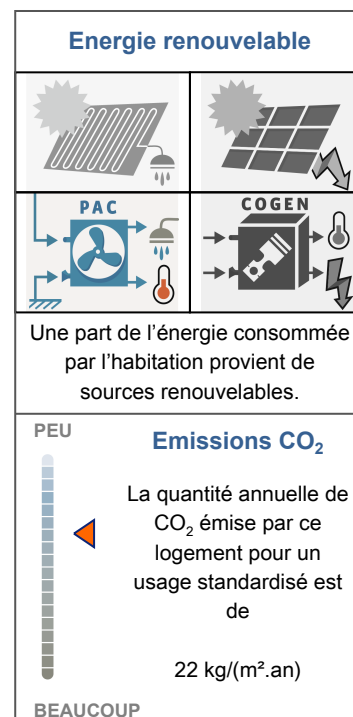 Energie renouvelable
PAC
COGEN
Une part de l’énergie consommée
par l’habitation provient de
sources renouvelables.
PEU
Emissions CO₂
La quantité annuelle de
CO₂ émise par ce
logement pour un
usage standardisé est
de
22 kg/(m².an)
BEAUCOUP